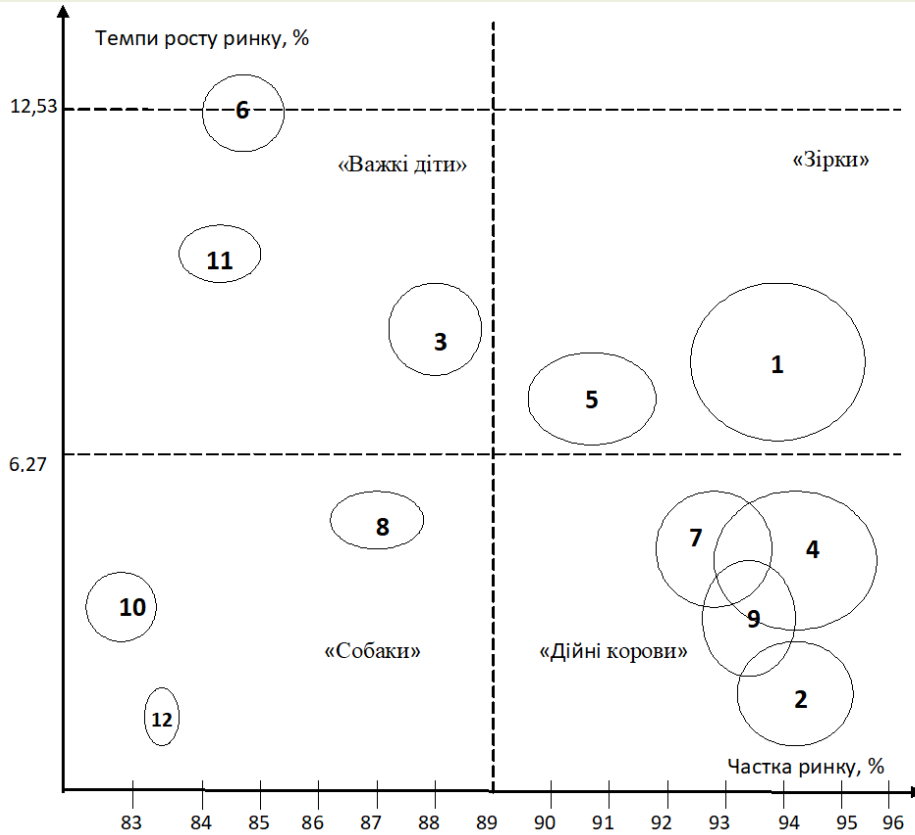 Темпи росту ринку, %
12,53
6
«Важкі діти»
«Зірки»
11
3
1
5
6,27
8
7
4
10
9
«Собаки»
«Дійні корови»
12
2
Частка ринку, %
83 84 85 86 87 88 89 90 91 92 93 94 95 96